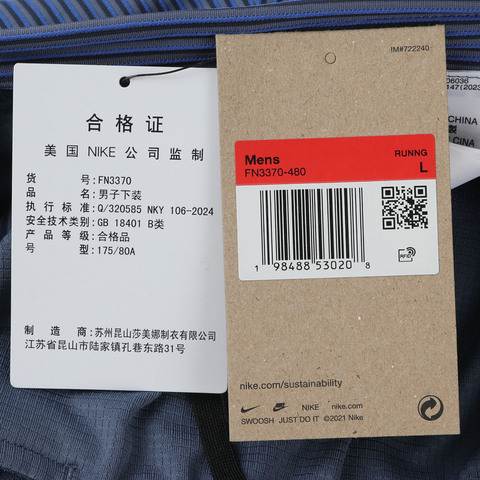 合格证
美国 NIKE 公司监制
货 号:FN3370
品 名:男子下装
执行标准:Q/320585 NKY 106-2024
安全技术类别:GB 18401 B类
产品等级:合格品
号 型:175/80A
制造商:苏州昆山莎美娜制衣有限公司
江苏省昆山市陆家镇孔巷东路31号
IM#722240
Mens
RUNNG
FN3370-480
L
1 98488 53020 8
RFID
nike.com/sustainability
NIKE nike.com
SWOOSH JUST DO IT ©2021 Nike
06036
147(2023
CHINA
製
CINA